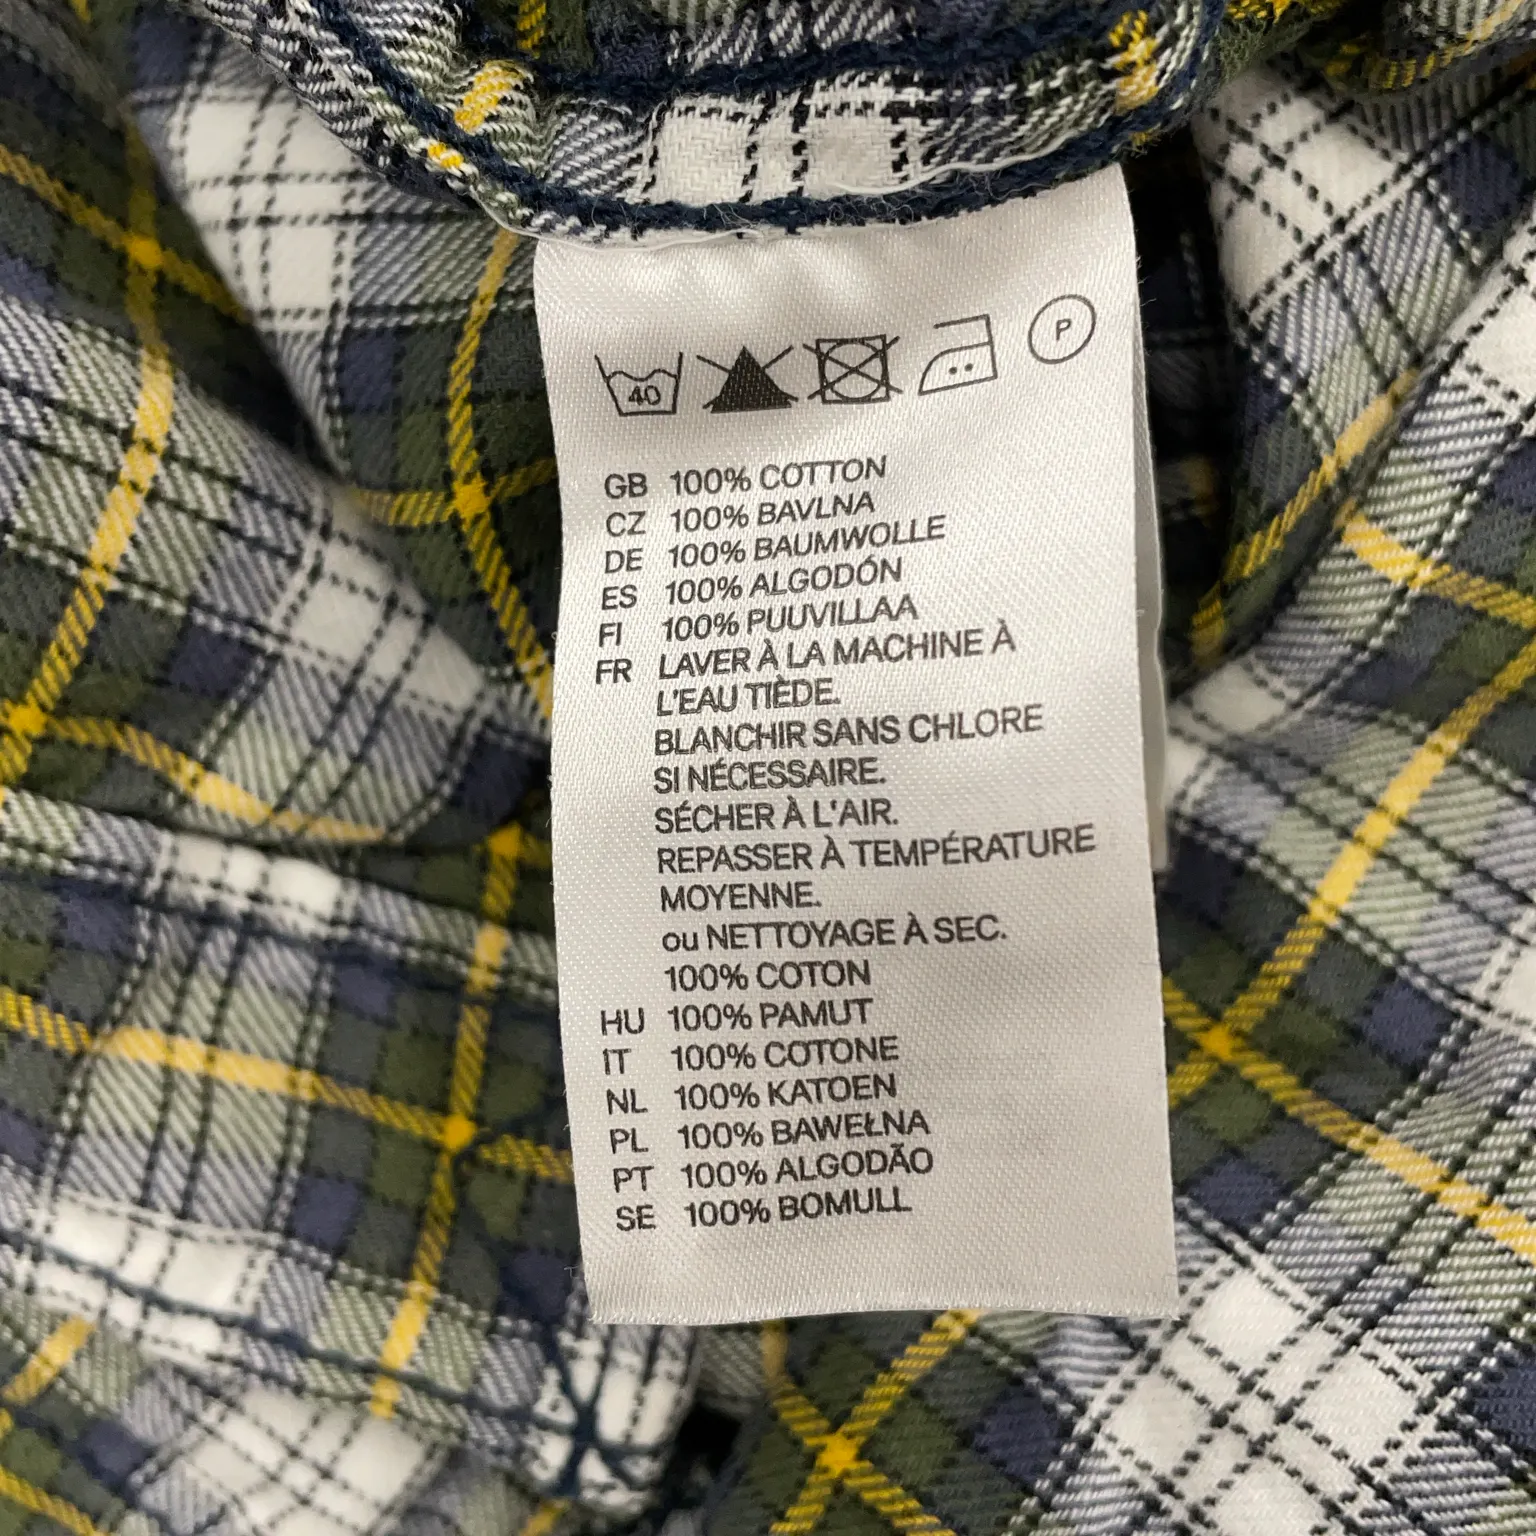 40
P
GB 100% COTTON
CZ 100% BAVLNA
DE 100% BAUMWOLLE
ES 100% ALGODÓN
FI 100% PUUVILLAA
FR LAVER À LA MACHINE À
L'EAU TIÈDE.
BLANCHIR SANS CHLORE
SI NÉCESSAIRE.
SÉCHER À L'AIR.
REPASSER À TEMPÉRATURE
MOYENNE.
ou NETTOYAGE À SEC.
100% COTON
HU 100% PAMUT
IT 100% COTONE
NL 100% KATOEN
PL 100% BAWEŁNA
PT 100% ALGODÃO
SE 100% BOMULL